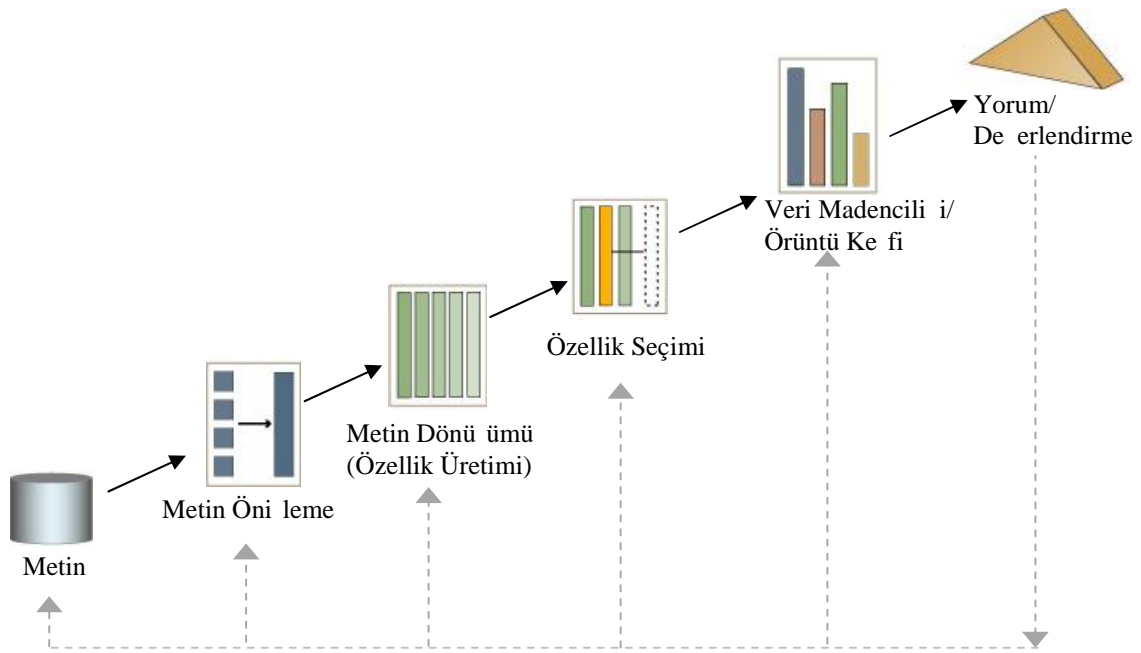 Yorum/
De erlendirme
Veri Madencili i/
Örüntü Ke fi
Özellik Seçimi
Metin Dönü ümü
(Özellik Üretimi)
Metin Öni leme
Metin